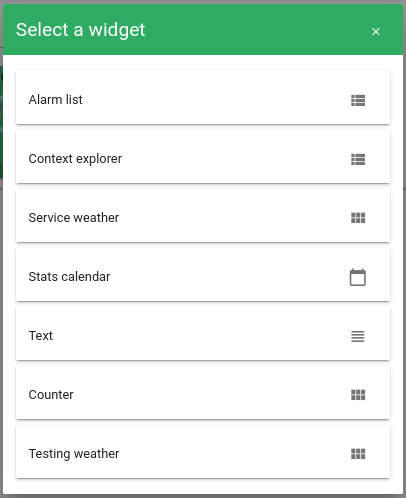 Select a widget
Alarm list
Context explorer
Service weather
Stats calendar
Text
Counter
Testing weather